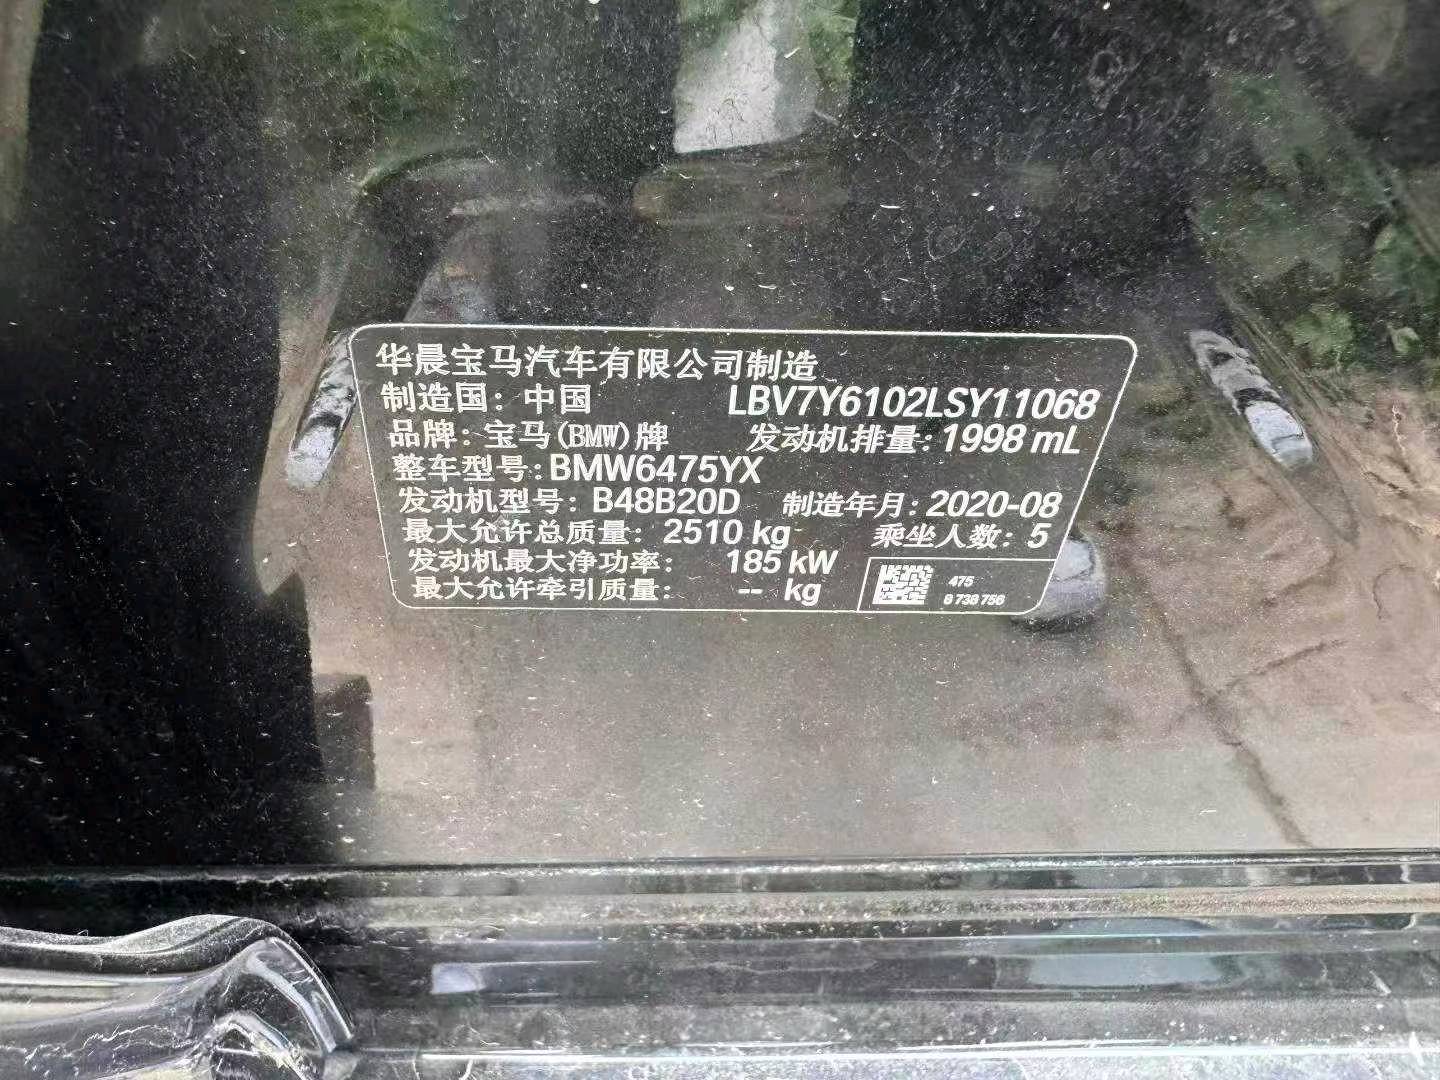 华晨宝马汽车有限公司制造
制造国：中国 LBV7Y6102LSY11068
品牌：宝马(BMW)牌 发动机排量：1998 mL
整车型号：BMW6475YX
发动机型号：B48B20D 制造年月：2020-08
最大允许总质量：2510 kg 乘坐人数：5
发动机最大净功率：185 kW
最大允许牵引质量：-- kg
475
8 738 756